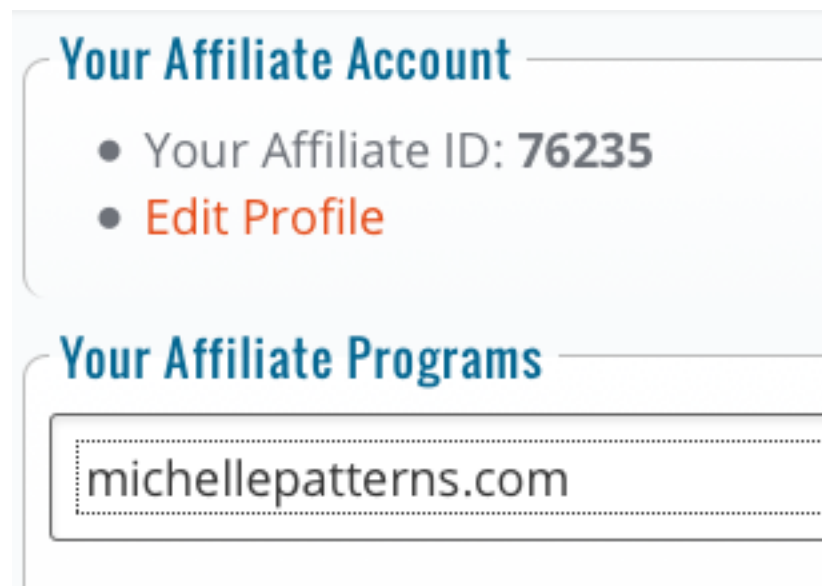 Your Affiliate Account
Your Affiliate ID: 76235
Edit Profile
Your Affiliate Programs
michellepatterns.com